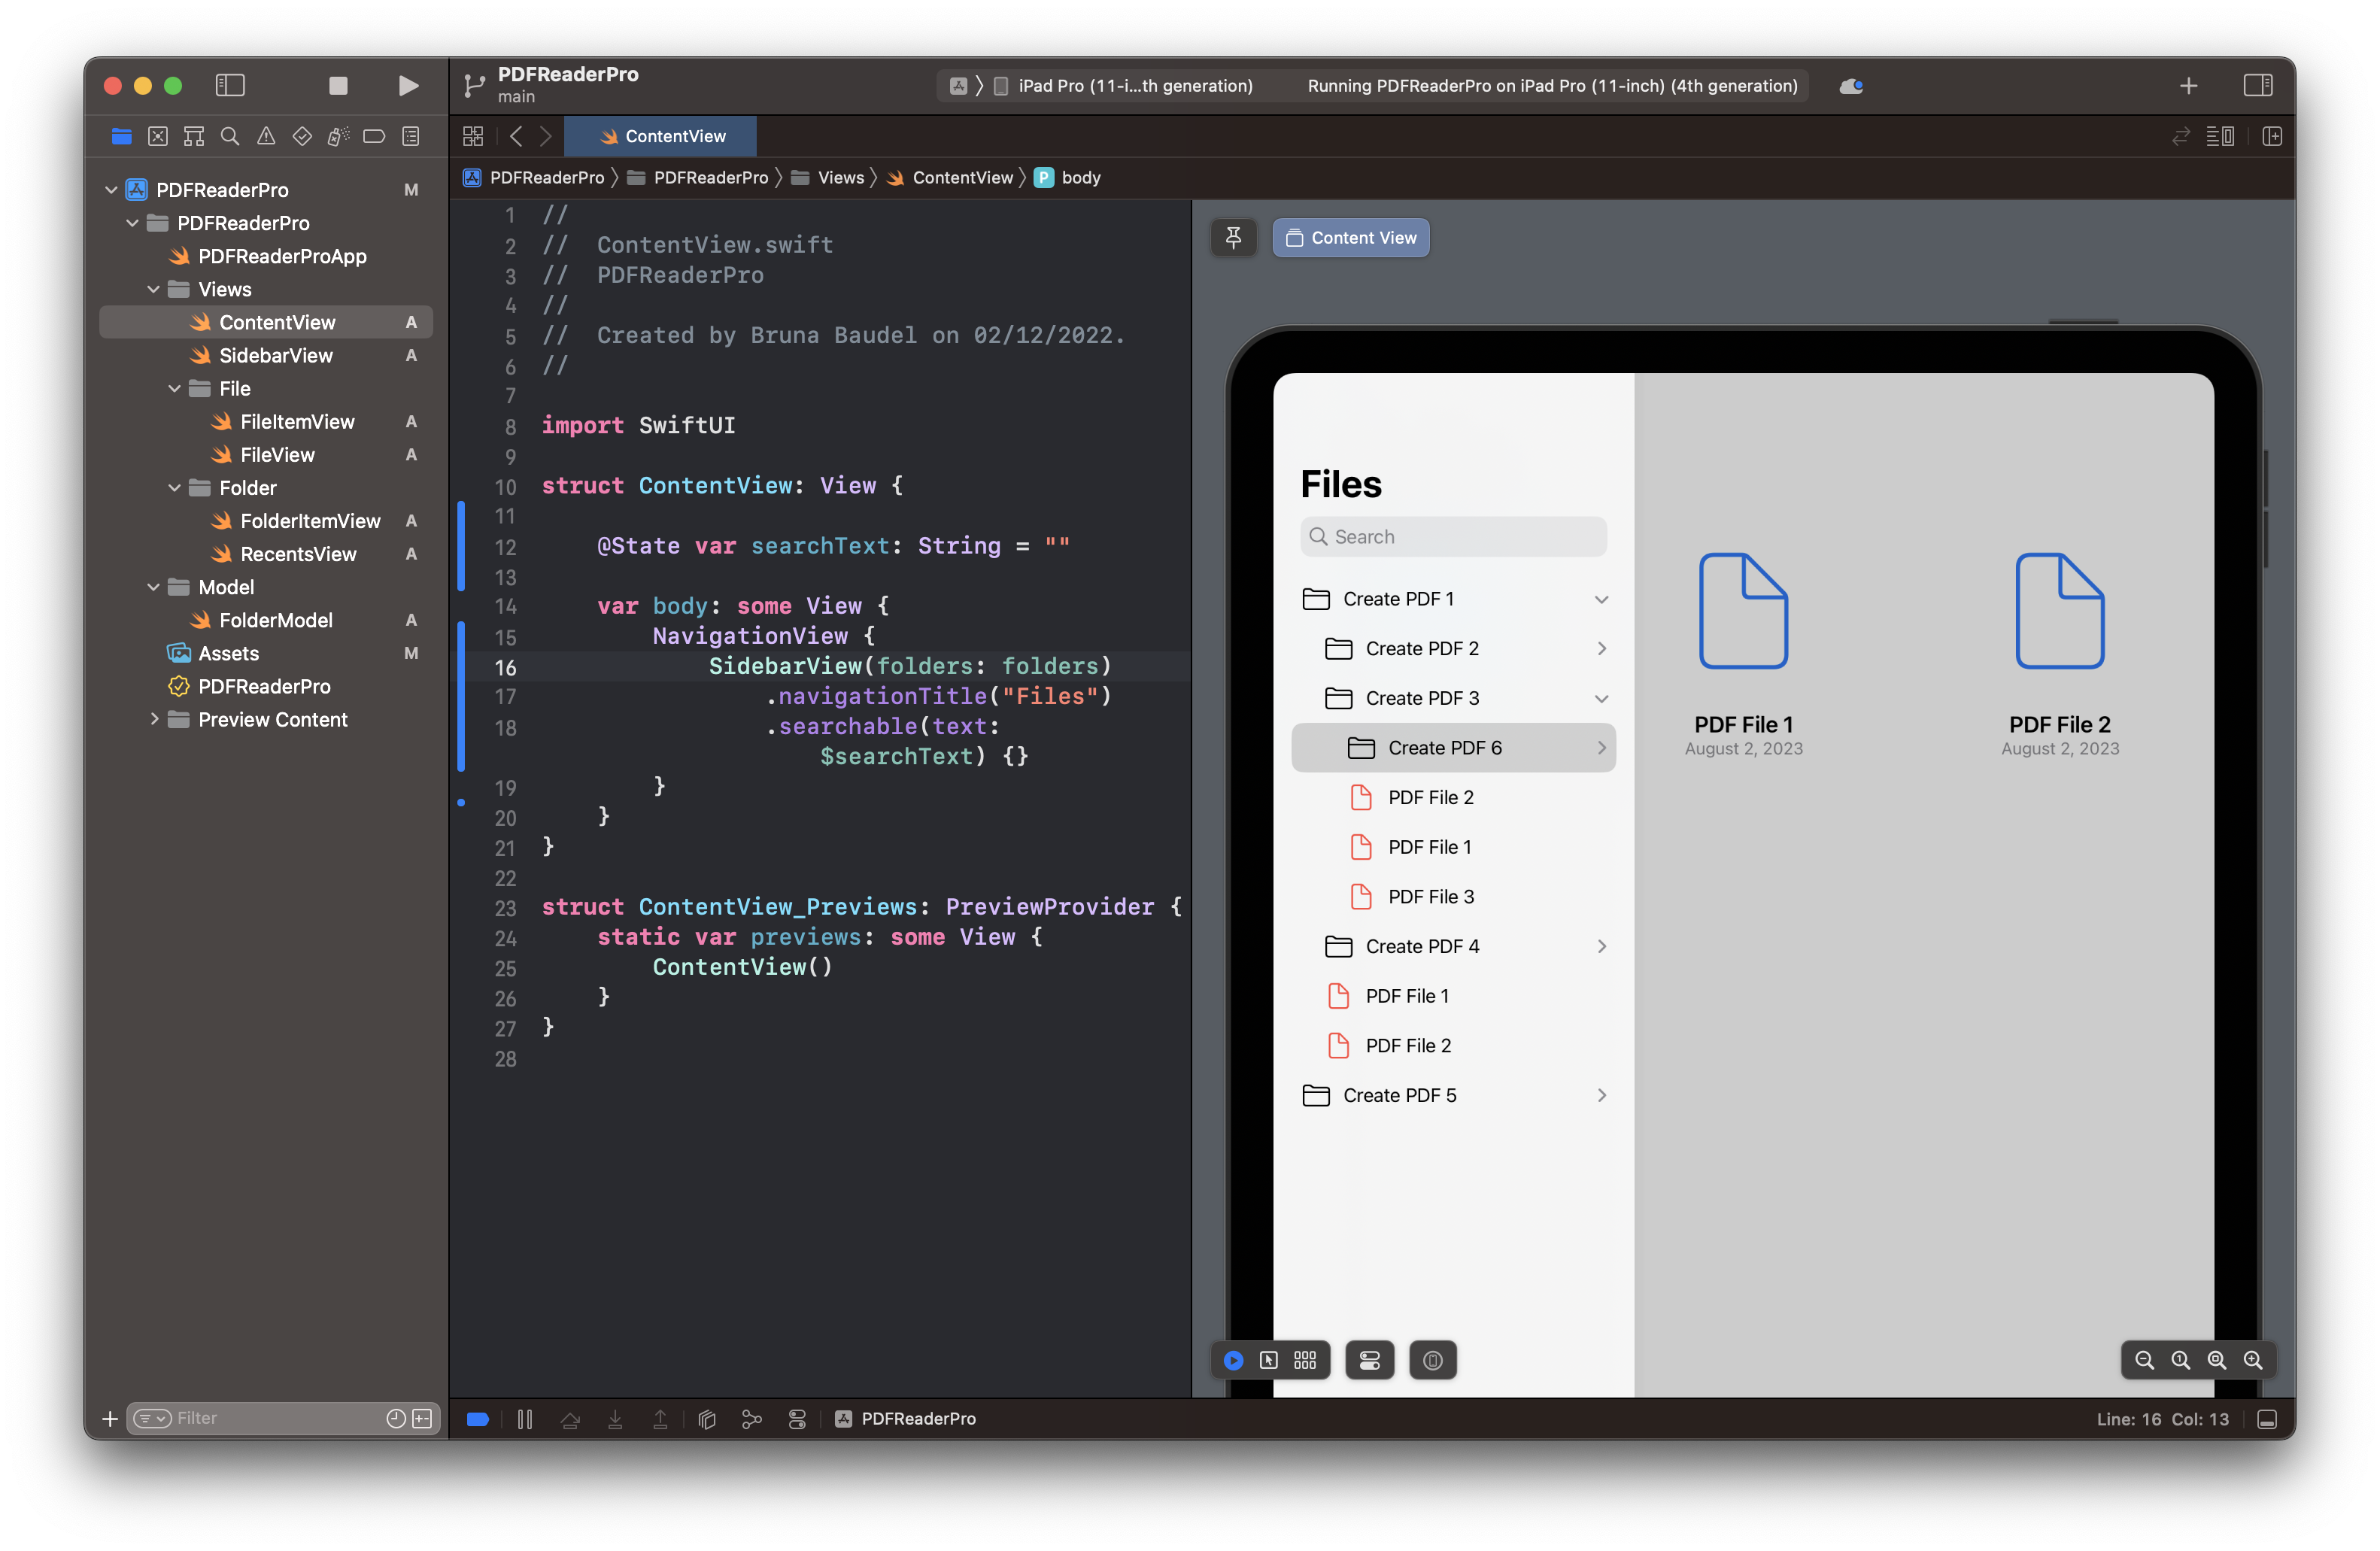 PDFReaderPro
main
iPad Pro (11-i...th generation)
Running PDFReaderPro on iPad Pro (11-inch) (4th generation)
ContentView
PDFReaderPro
PDFReaderPro
Views
ContentView
P
body
PDFReaderPro M
PDFReaderPro
PDFReaderProApp
Views
ContentView A
SidebarView A
File
FileItemView A
FileView A
Folder
FolderItemView A
RecentsView A
Model
FolderModel A
Assets M
PDFReaderPro
Preview Content
Filter
1 //
2 //  ContentView.swift
3 //  PDFReaderPro
4 //
5 //  Created by Bruna Baudel on 02/12/2022.
6 //
7
8 import SwiftUI
9
10 struct ContentView: View {
11
12     @State var searchText: String = ""
13
14     var body: some View {
15         NavigationView {
16             SidebarView(folders: folders)
17                 .navigationTitle("Files")
18                 .searchable(text:
                    $searchText) {}
19         }
20     }
21 }
22
23 struct ContentView_Previews: PreviewProvider {
24     static var previews: some View {
25         ContentView()
26     }
27 }
28
Content View
Files
Search
Create PDF 1
Create PDF 2
Create PDF 3
Create PDF 6
PDF File 2
PDF File 1
PDF File 3
Create PDF 4
PDF File 1
PDF File 2
Create PDF 5
PDF File 1
August 2, 2023
PDF File 2
August 2, 2023
PDFReaderPro
Line: 16 Col: 13